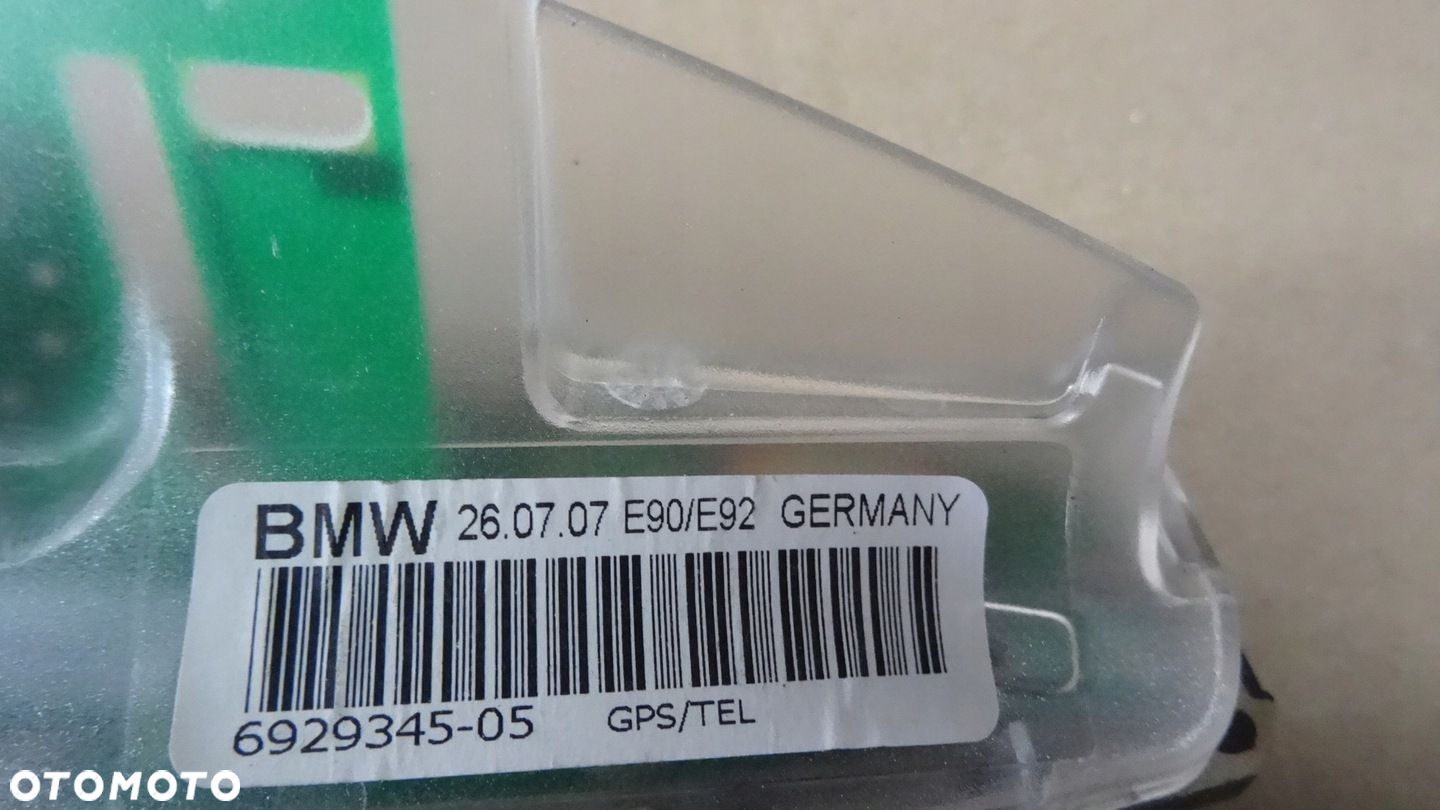 BMW 26.07.07 E90/E92 GERMANY
6929345-05 GPS/TEL
OTOMOTO